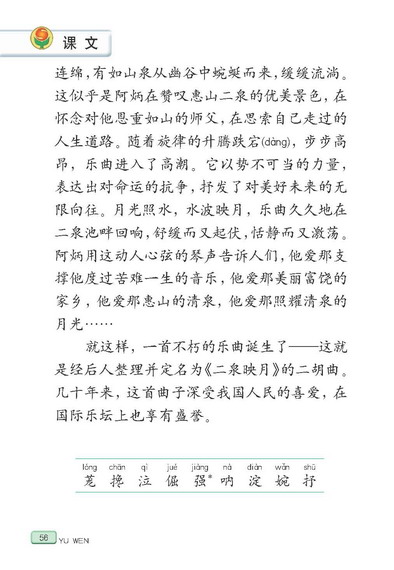 课文
连绵,有如山泉从幽谷中蜿蜒而来,缓缓流淌。
这似乎是阿炳在赞叹惠山二泉的优美景色,在
怀念对他恩重如山的师父,在思索自己走过的
人生道路。随着旋律的升腾跌宕(dàng),步步高
昂,乐曲进入了高潮。它以势不可当的力量,
表达出对命运的抗争,抒发了对美好未来的无
限向往。月光照水,水波映月,乐曲久久地在
二泉池畔回响,舒缓而又起伏,恬静而又激荡。
阿炳用这动人心弦的琴声告诉人们,他爱那支
撑他度过苦难一生的音乐,他爱那美丽富饶的
家乡,他爱那惠山的清泉,他爱那照耀清泉的
月光……
就这样,一首不朽的乐曲诞生了——这就
是经后人整理并定名为《二泉映月》的二胡曲。
几十年来,这首曲子深受我国人民的喜爱,在
国际乐坛上也享有盛誉。
lóng chān qì jué jiàng nà diàn wǎn shū
茏 搀 泣 倔 强* 呐 淀 婉 抒
56
YU WEN